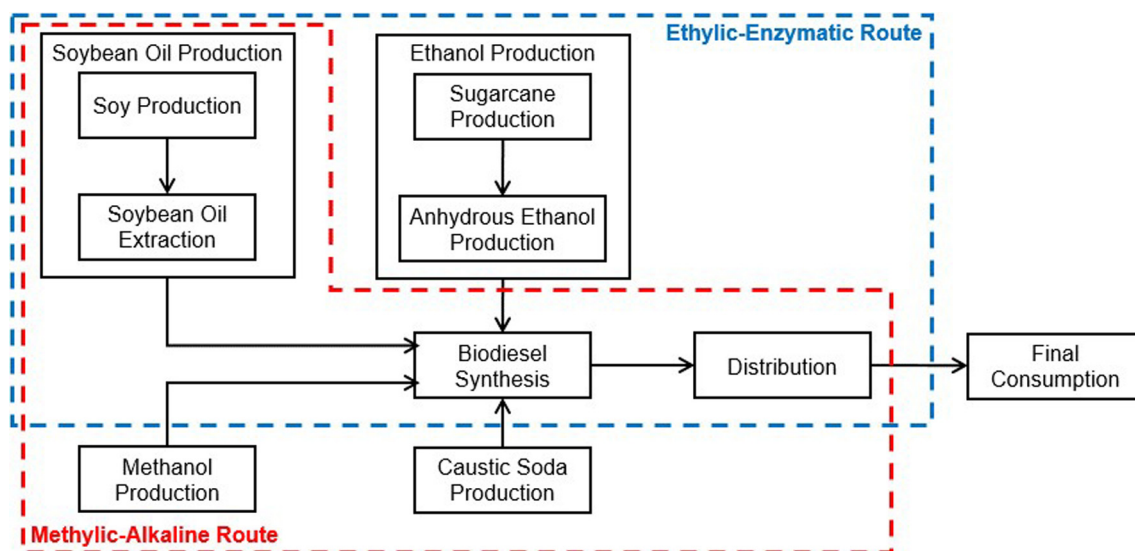 Ethylic-Enzymatic Route
Soybean Oil Production
Soy Production
Soybean Oil
Extraction
Ethanol Production
Sugarcane
Production
Anhydrous Ethanol
Production
Biodiesel
Synthesis
Distribution
Final
Consumption
Methanol
Production
Caustic Soda
Production
Methylic-Alkaline Route